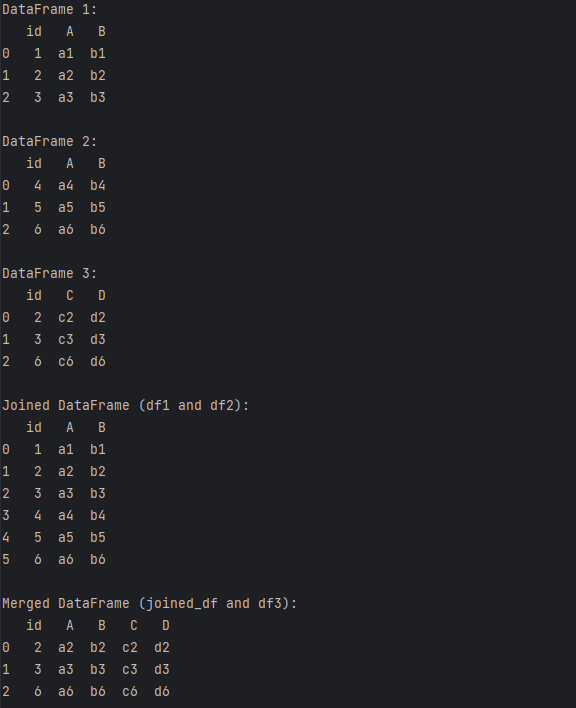 DataFrame 1:
   id   A   B
0   1  a1  b1
1   2  a2  b2
2   3  a3  b3

DataFrame 2:
   id   A   B
0   4  a4  b4
1   5  a5  b5
2   6  a6  b6

DataFrame 3:
   id   C   D
0   2  c2  d2
1   3  c3  d3
2   6  c6  d6

Joined DataFrame (df1 and df2):
   id   A   B
0   1  a1  b1
1   2  a2  b2
2   3  a3  b3
3   4  a4  b4
4   5  a5  b5
5   6  a6  b6

Merged DataFrame (joined_df and df3):
   id   A   B   C   D
0   2  a2  b2  c2  d2
1   3  a3  b3  c3  d3
2   6  a6  b6  c6  d6